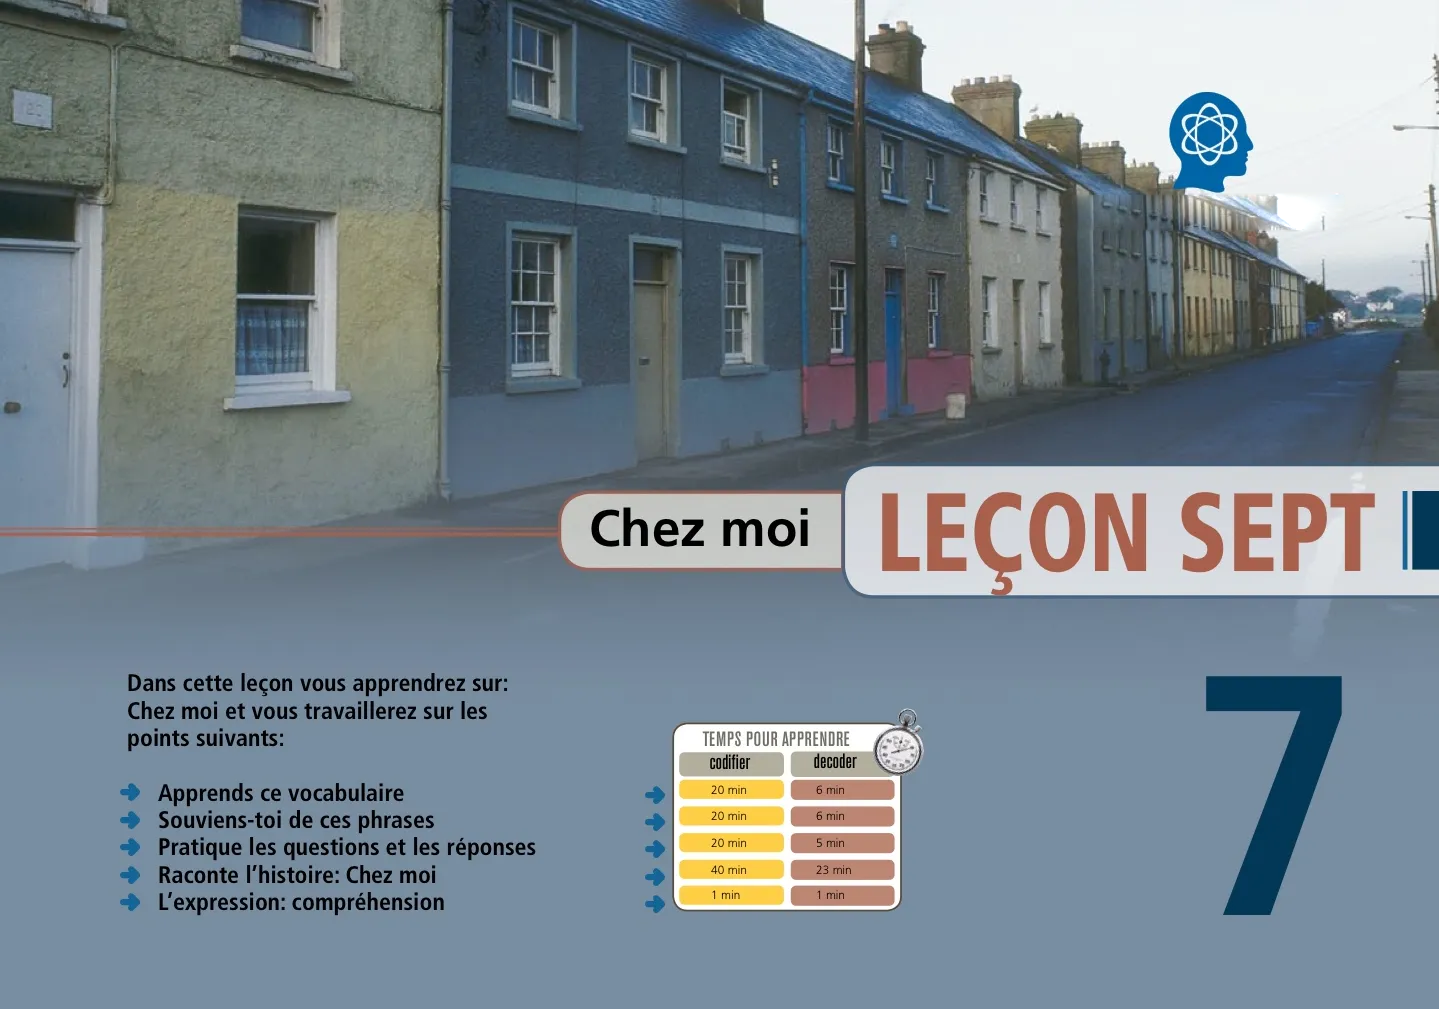 Chez moi
LEÇON SEPT
7
Dans cette leçon vous apprendrez sur:
Chez moi et vous travaillerez sur les
points suivants:
Apprends ce vocabulaire
Souviens-toi de ces phrases
Pratique les questions et les réponses
Raconte l’histoire: Chez moi
L’expression: compréhension
TEMPS POUR APPRENDRE
codifier decoder
20 min 6 min
20 min 6 min
20 min 5 min
40 min 23 min
1 min 1 min